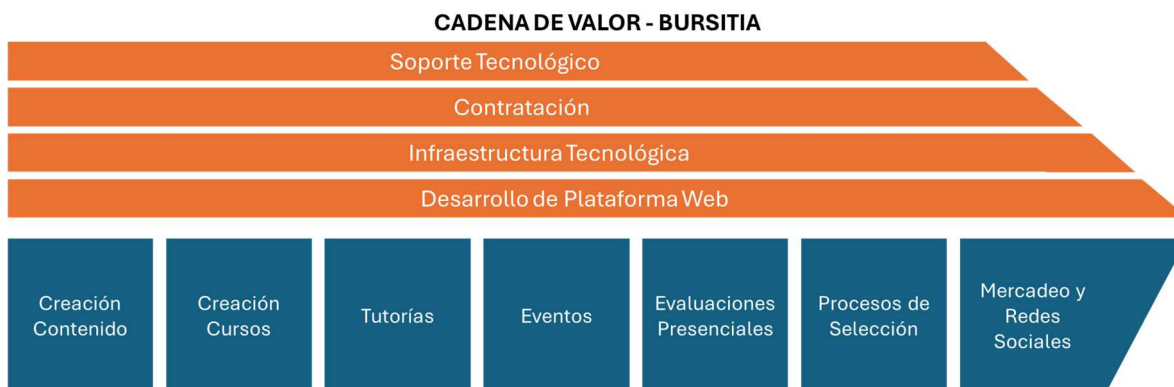 CADENA DE VALOR - BURSITIA
Soporte Tecnológico
Contratación
Infraestructura Tecnológica
Desarrollo de Plataforma Web
Creación
Contenido
Creación
Cursos
Tutorías
Eventos
Evaluaciones
Presenciales
Procesos de
Selección
Mercadeo y
Redes
Sociales